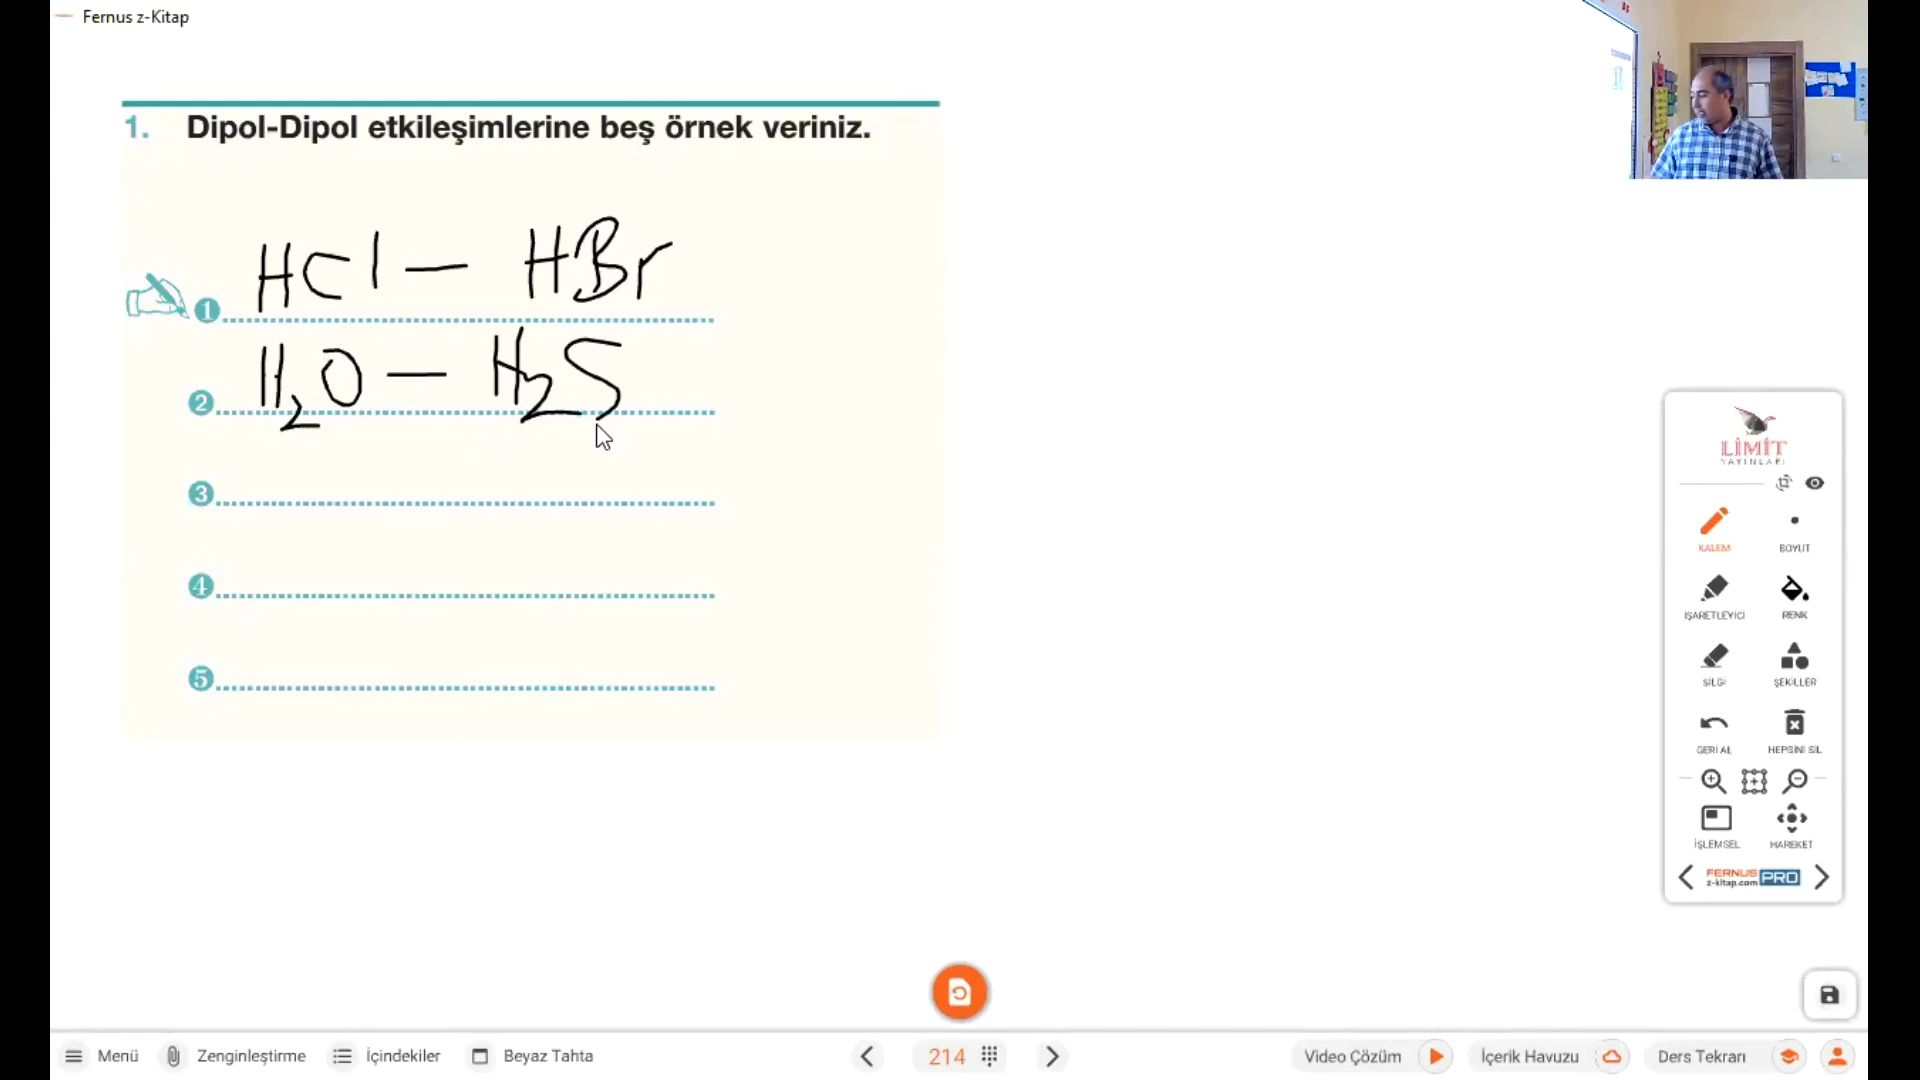 Fernus z-Kitap
1. Dipol-Dipol etkileşimlerine beş örnek veriniz.
1 HCl — HBr
2 H2O — H2S
3
4
5
LİMİT
YAYINLARI
KALEM BOYUT
İŞARETLEYİCİ RENK
SİLGİ ŞEKİLLER
GERİ AL HEPSİNİ SİL
İŞLEMSEL HAREKET
FERNUS
z-kitap.com PRO
Menü Zenginleştirme İçindekiler Beyaz Tahta 214 Video Çözüm İçerik Havuzu Ders Tekrarı